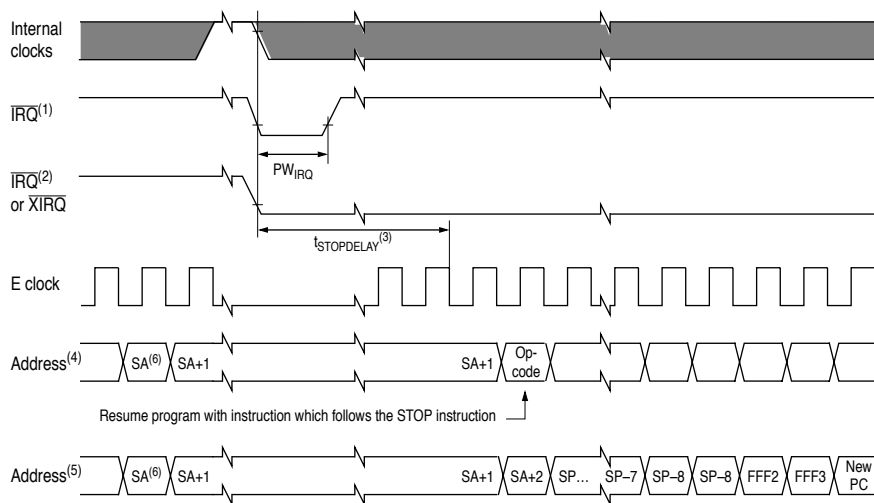 Internal
clocks
IRQ(1)
PWIRQ
IRQ(2)
or XIRQ
tSTOPDELAY(3)
E clock
Address(4) SA(6) SA+1 SA+1 Op-
code
Resume program with instruction which follows the STOP instruction
Address(5) SA(6) SA+1 SA+1 SA+2 SP… SP–7 SP–8 SP–8 FFF2 FFF3 New
PC